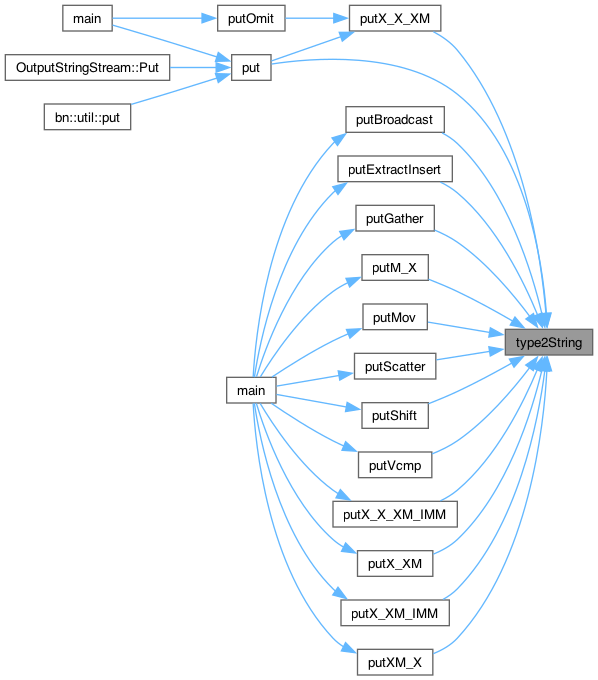 main
putOmit
putX_X_XM
OutputStringStream::Put
put
bn::util::put
putBroadcast
putExtractInsert
putGather
putM_X
putMov
type2String
putScatter
main
putShift
putVcmp
putX_X_XM_IMM
putX_XM
putX_XM_IMM
putXM_X